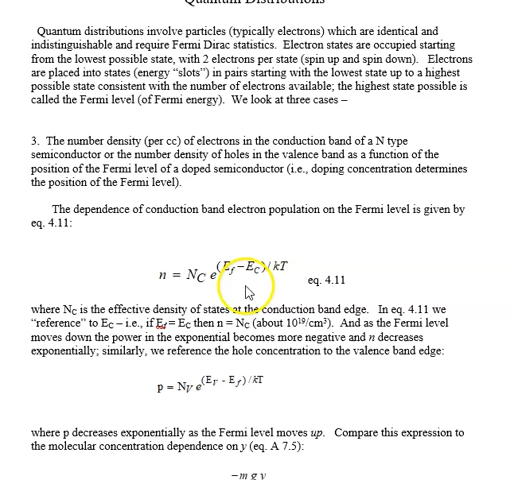 Quantum Distributions
Quantum distributions involve particles (typically electrons) which are identical and
indistinguishable and require Fermi Dirac statistics. Electron states are occupied starting
from the lowest possible state, with 2 electrons per state (spin up and spin down). Electrons
are placed into states (energy “slots”) in pairs starting with the lowest state up to a highest
possible state consistent with the number of electrons available; the highest state possible is
called the Fermi level (of Fermi energy). We look at three cases –
3. The number density (per cc) of electrons in the conduction band of a N type
semiconductor or the number density of holes in the valence band as a function of the
position of the Fermi level of a doped semiconductor (i.e., doping concentration determines
the position of the Fermi level).
The dependence of conduction band electron population on the Fermi level is given by
eq. 4.11:
n = N_C e^(E_f – E_c)/kT eq. 4.11
where N_C is the effective density of states at the conduction band edge. In eq. 4.11 we
“reference” to E_C – i.e., if E_f = E_C then n = N_C (about 10^19/cm^3). And as the Fermi level
moves down the power in the exponential becomes more negative and n decreases
exponentially; similarly, we reference the hole concentration to the valence band edge:
p = N_V e^(E_V - E_f)/kT
where p decreases exponentially as the Fermi level moves up. Compare this expression to
the molecular concentration dependence on y (eq. A 7.5):
–m g y